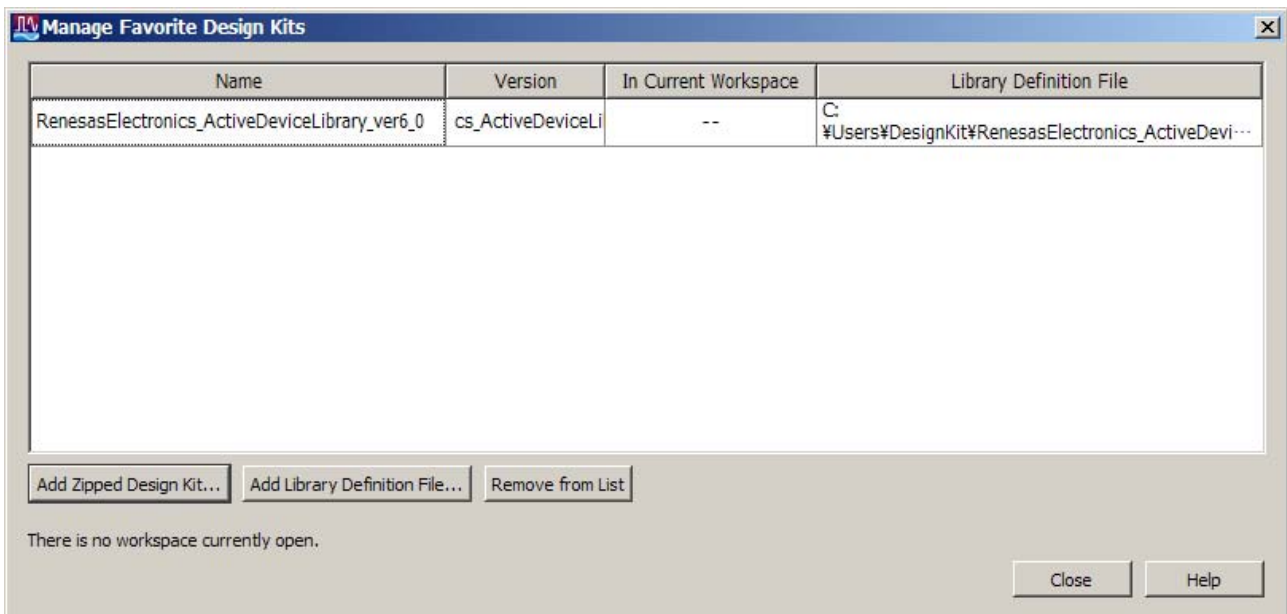 Manage Favorite Design Kits
Name Version In Current Workspace Library Definition File
RenesasElectronics_ActiveDeviceLibrary_ver6_0 cs_ActiveDeviceLi -- C:
¥Users¥DesignKit¥RenesasElectronics_ActiveDevi...
Add Zipped Design Kit... Add Library Definition File... Remove from List
There is no workspace currently open.
Close Help